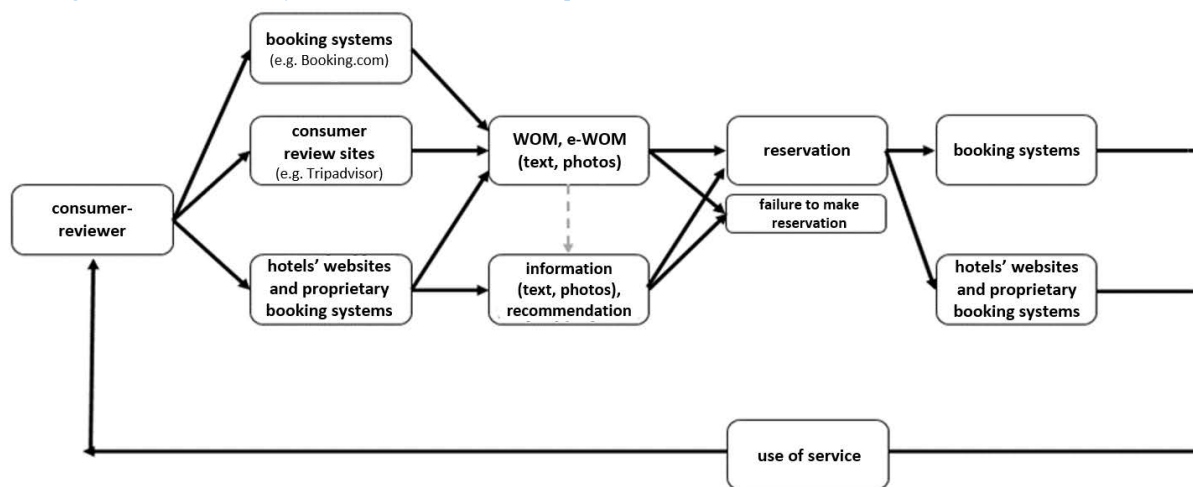 booking systems
(e.g. Booking.com)
consumer
review sites
(e.g. Tripadvisor)
WOM, e-WOM
(text, photos)
reservation
booking systems
consumer-
reviewer
failure to make
reservation
hotels’ websites
and proprietary
booking systems
information
(text, photos),
recommendation
hotels’ websites
and proprietary
booking systems
use of service